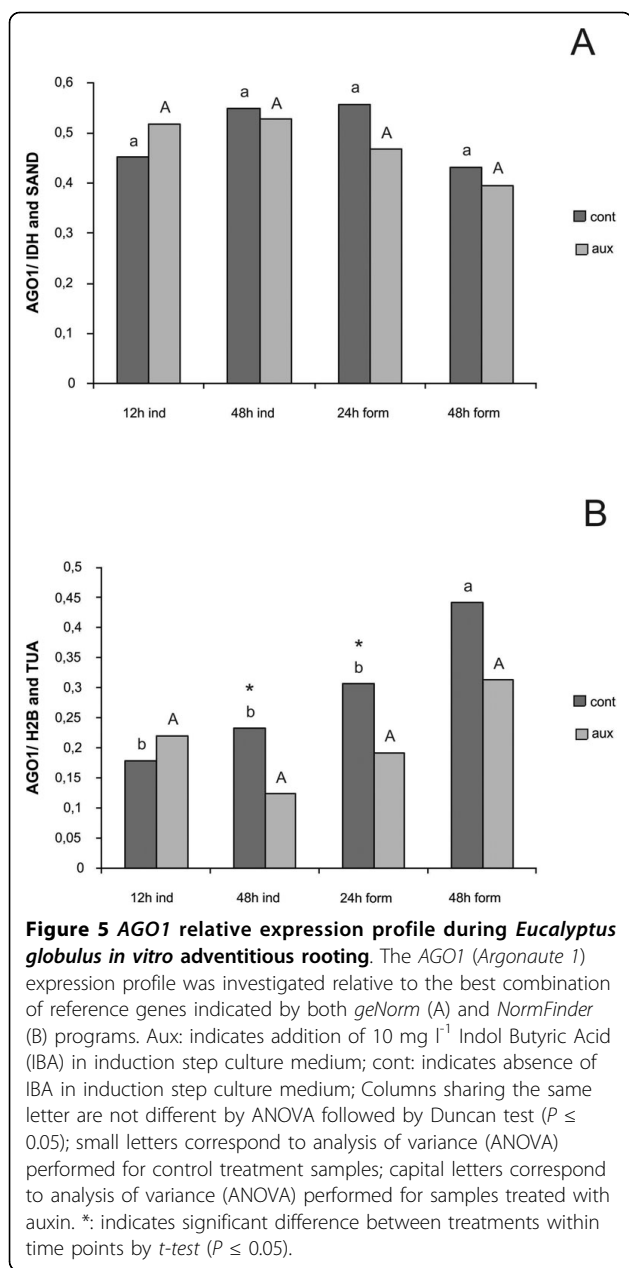 A
0,6
0,5
0,4
0,3
0,2
0,1
0
AGO1/ IDH and SAND
a
A
a
A
a
A
a
A
cont
aux
12h ind
48h ind
24h form
48h form
B
0,5
0,45
0,4
0,35
0,3
0,25
0,2
0,15
0,1
0,05
0
AGO1/ H2B and TUA
b
A
*
b
A
*
b
A
a
A
cont
aux
12h ind
48h ind
24h form
48h form
Figure 5 AGO1 relative expression profile during Eucalyptus
globulus in vitro adventitious rooting. The AGO1 (Argonaute 1)
expression profile was investigated relative to the best combination
of reference genes indicated by both geNorm (A) and NormFinder
(B) programs. Aux: indicates addition of 10 mg l⁻¹ Indol Butyric Acid
(IBA) in induction step culture medium; cont: indicates absence of
IBA in induction step culture medium; Columns sharing the same
letter are not different by ANOVA followed by Duncan test (P ≤
0.05); small letters correspond to analysis of variance (ANOVA)
performed for control treatment samples; capital letters correspond
to analysis of variance (ANOVA) performed for samples treated with
auxin. *: indicates significant difference between treatments within
time points by t-test (P ≤ 0.05).